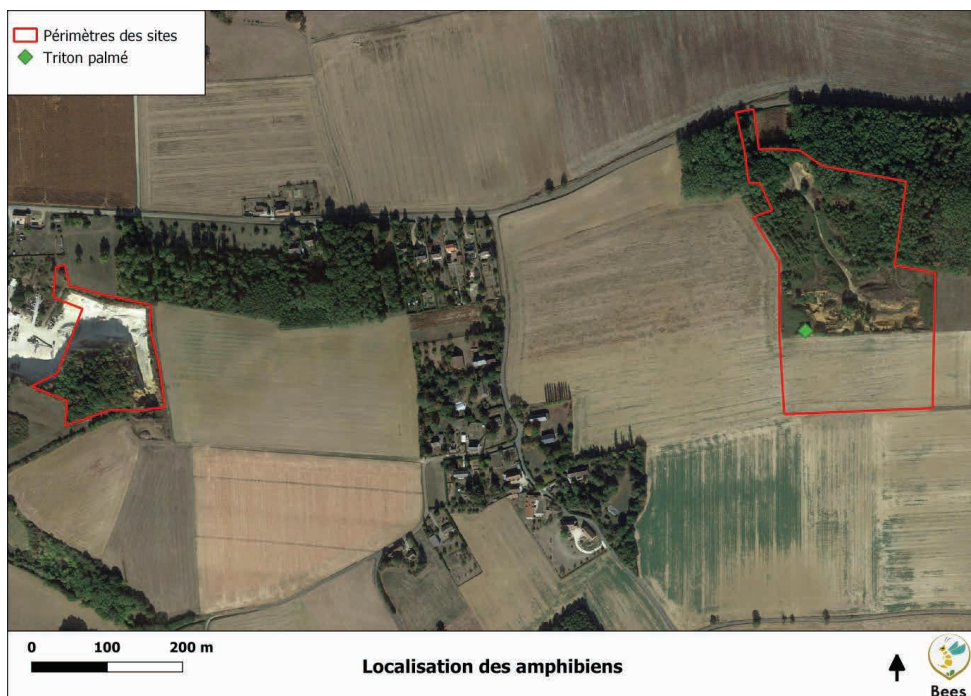 Périmètres des sites
Triton palmé
0 100 200 m
Localisation des amphibiens
Bees